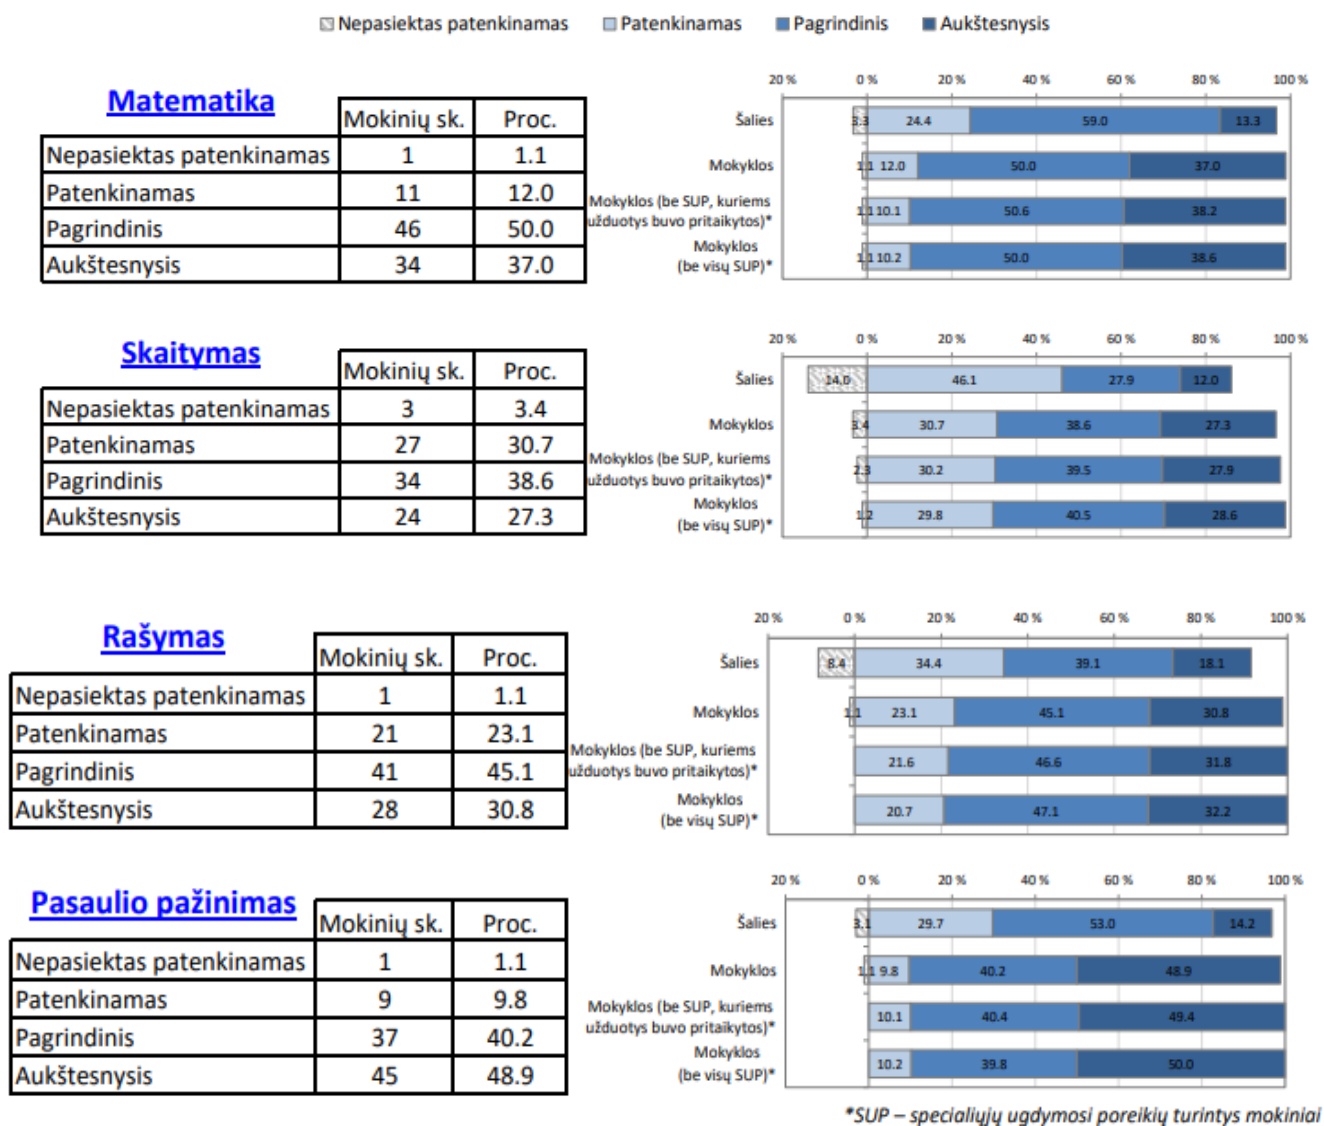 Nepasiektas patenkinamas Patenkinamas Pagrindinis Aukštesnysis
Matematika
Mokinių sk. Proc.
Nepasiektas patenkinamas 1 1.1
Patenkinamas 11 12.0
Pagrindinis 46 50.0
Aukštesnysis 34 37.0
20 % 0 % 20 % 40 % 60 % 80 % 100 %
Šalies 3.3 24.4 59.0 13.3
Mokyklos 1.1 12.0 50.0 37.0
Mokyklos (be SUP, kuriems
užduotys buvo pritaikytos)* 1.1 10.1 50.6 38.2
Mokyklos
(be visų SUP)* 1.1 10.2 50.0 38.6
Skaitymas
Mokinių sk. Proc.
Nepasiektas patenkinamas 3 3.4
Patenkinamas 27 30.7
Pagrindinis 34 38.6
Aukštesnysis 24 27.3
20 % 0 % 20 % 40 % 60 % 80 % 100 %
Šalies 14.0 46.1 27.9 12.0
Mokyklos 3.4 30.7 38.6 27.3
Mokyklos (be SUP, kuriems
užduotys buvo pritaikytos)* 2.3 30.2 39.5 27.9
Mokyklos
(be visų SUP)* 1.2 29.8 40.5 28.6
Rašymas
Mokinių sk. Proc.
Nepasiektas patenkinamas 1 1.1
Patenkinamas 21 23.1
Pagrindinis 41 45.1
Aukštesnysis 28 30.8
20 % 0 % 20 % 40 % 60 % 80 % 100 %
Šalies 8.4 34.4 39.1 18.1
Mokyklos 1.1 23.1 45.1 30.8
Mokyklos (be SUP, kuriems
užduotys buvo pritaikytos)* 21.6 46.6 31.8
Mokyklos
(be visų SUP)* 20.7 47.1 32.2
Pasaulio pažinimas
Mokinių sk. Proc.
Nepasiektas patenkinamas 1 1.1
Patenkinamas 9 9.8
Pagrindinis 37 40.2
Aukštesnysis 45 48.9
20 % 0 % 20 % 40 % 60 % 80 % 100 %
Šalies 3.1 29.7 53.0 14.2
Mokyklos 1.1 9.8 40.2 48.9
Mokyklos (be SUP, kuriems
užduotys buvo pritaikytos)* 10.1 40.4 49.4
Mokyklos
(be visų SUP)* 10.2 39.8 50.0
*SUP – specialiųjų ugdymosi poreikių turintys mokiniai